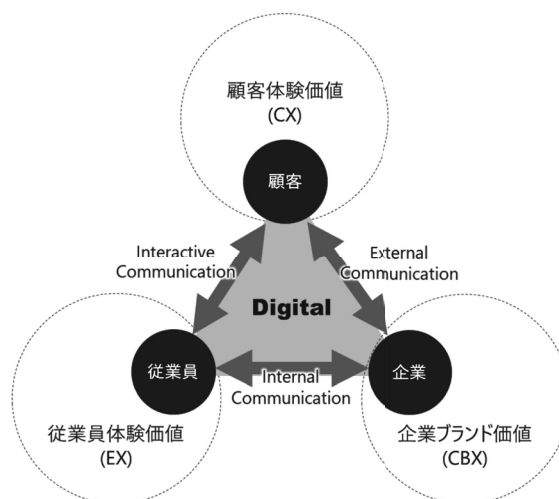 顧客体験価値
(CX)
顧客
Interactive
Communication
External
Communication
Digital
従業員
Internal
Communication
企業
従業員体験価値
(EX)
企業ブランド価値
(CBX)